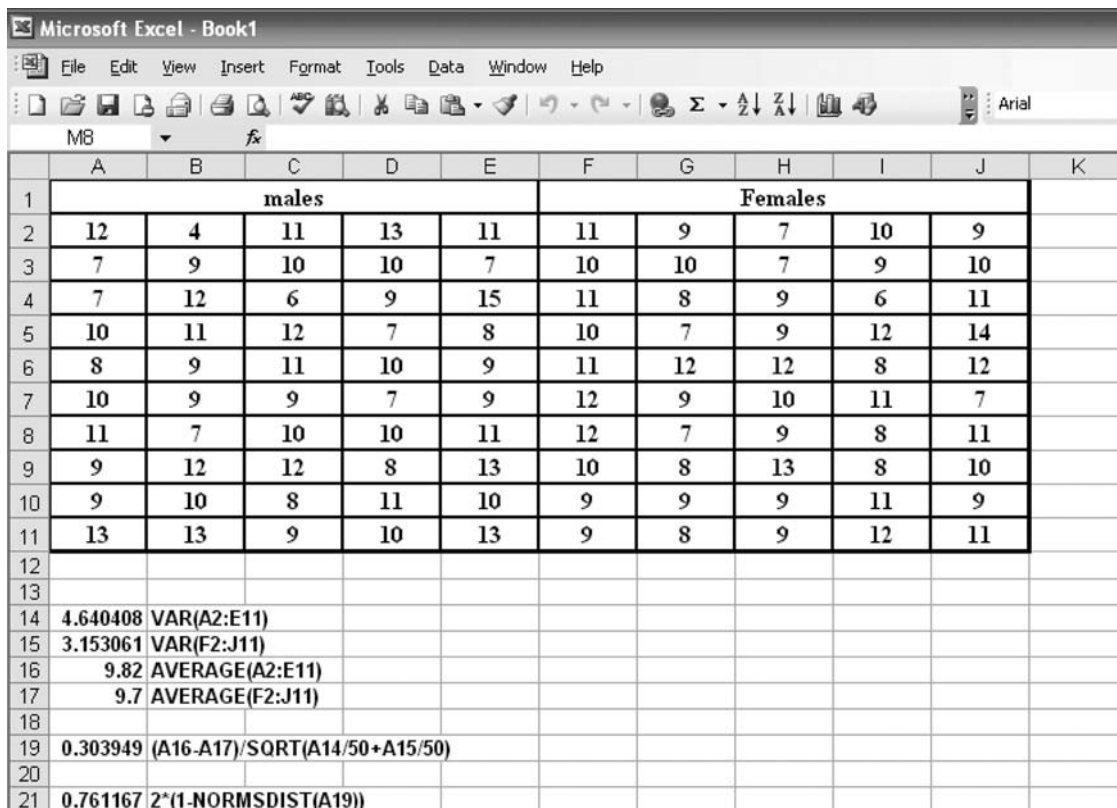 Microsoft Excel - Book1
File Edit View Insert Format Tools Data Window Help
ABC Σ A Z Z A Arial
M8 fx
A B C D E F G H I J K
1 males Females
2 12 4 11 13 11 11 9 7 10 9
3 7 9 10 10 7 10 10 7 9 10
4 7 12 6 9 15 11 8 9 6 11
5 10 11 12 7 8 10 7 9 12 14
6 8 9 11 10 9 11 12 12 8 12
7 10 9 9 7 9 12 9 10 11 7
8 11 7 10 10 11 12 7 9 8 11
9 9 12 12 8 13 10 8 13 8 10
10 9 10 8 11 10 9 9 9 11 9
11 13 13 9 10 13 9 8 9 12 11
12
13
14 4.640408 VAR(A2:E11)
15 3.153061 VAR(F2:J11)
16 9.82 AVERAGE(A2:E11)
17 9.7 AVERAGE(F2:J11)
18
19 0.303949 (A16-A17)/SQRT(A14/50+A15/50)
20
21 0.761167 2*(1-NORMSDIST(A19))